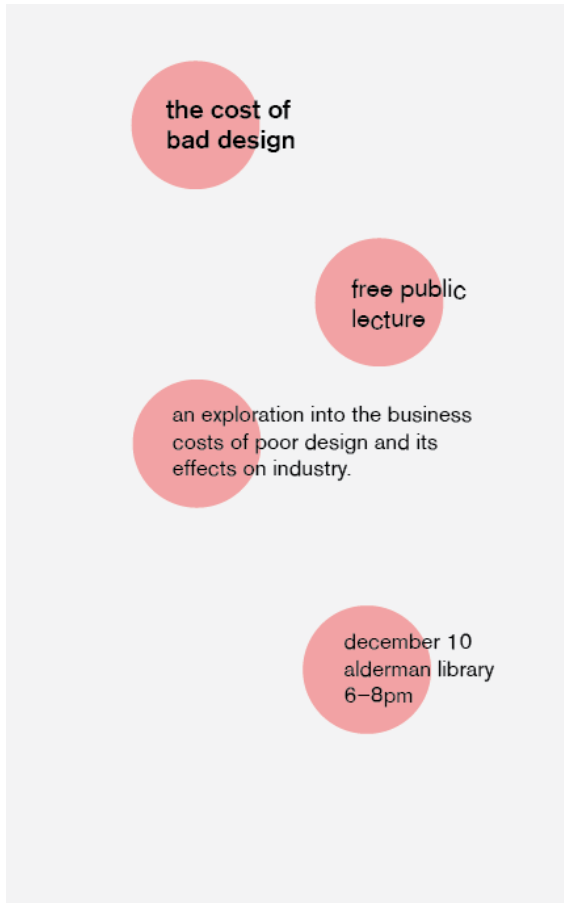 the cost of
bad design
free public
lecture
an exploration into the business
costs of poor design and its
effects on industry.
december 10
alderman library
6–8pm